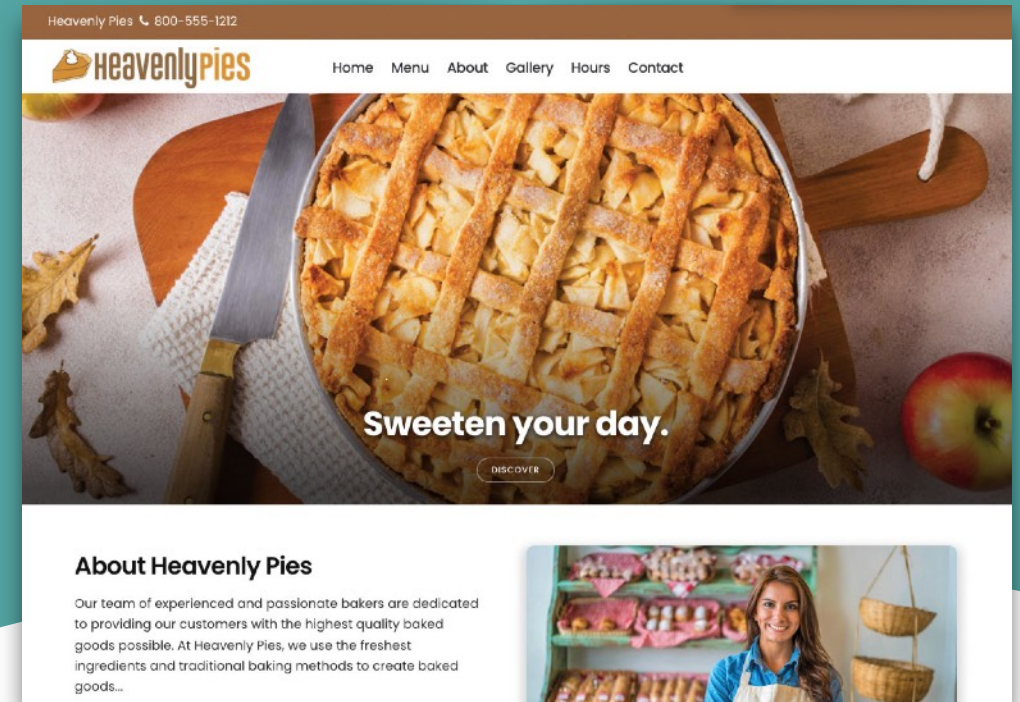 Heavenly Pies 800-555-1212
Heavenlypies
Home Menu About Gallery Hours Contact
Sweeten your day.
DISCOVER
About Heavenly Pies
Our team of experienced and passionate bakers are dedicated
to providing our customers with the highest quality baked
goods possible. At Heavenly Pies, we use the freshest
ingredients and traditional baking methods to create baked
goods...